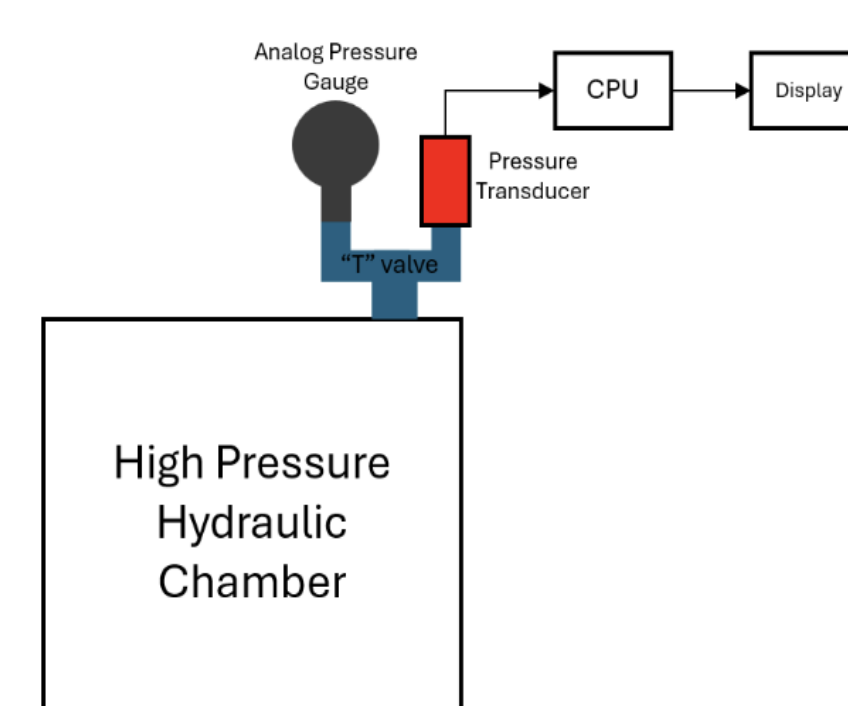 Analog Pressure
Gauge
CPU
Display
Pressure
Transducer
“T” valve
High Pressure
Hydraulic
Chamber